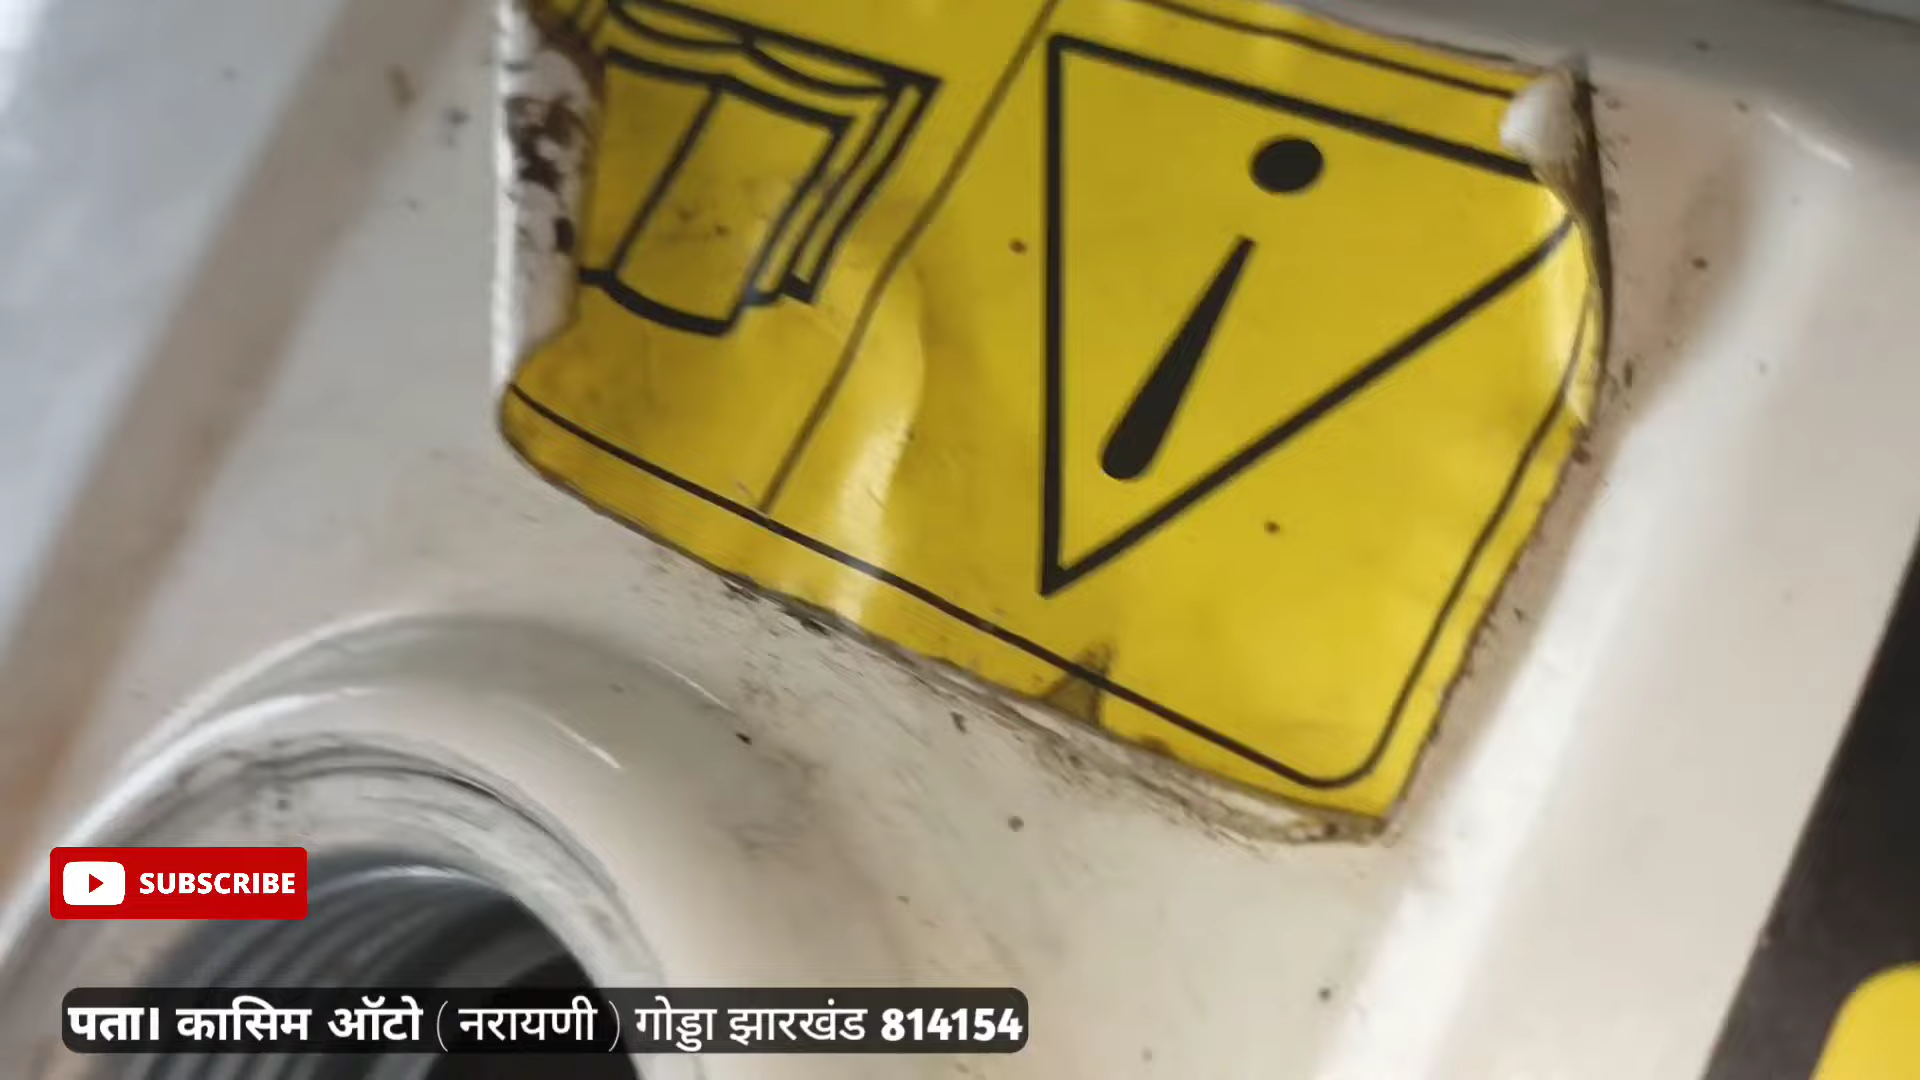 SUBSCRIBE
पता। कासिम ऑटो ( नरायणी ) गोड्डा झारखंड 814154